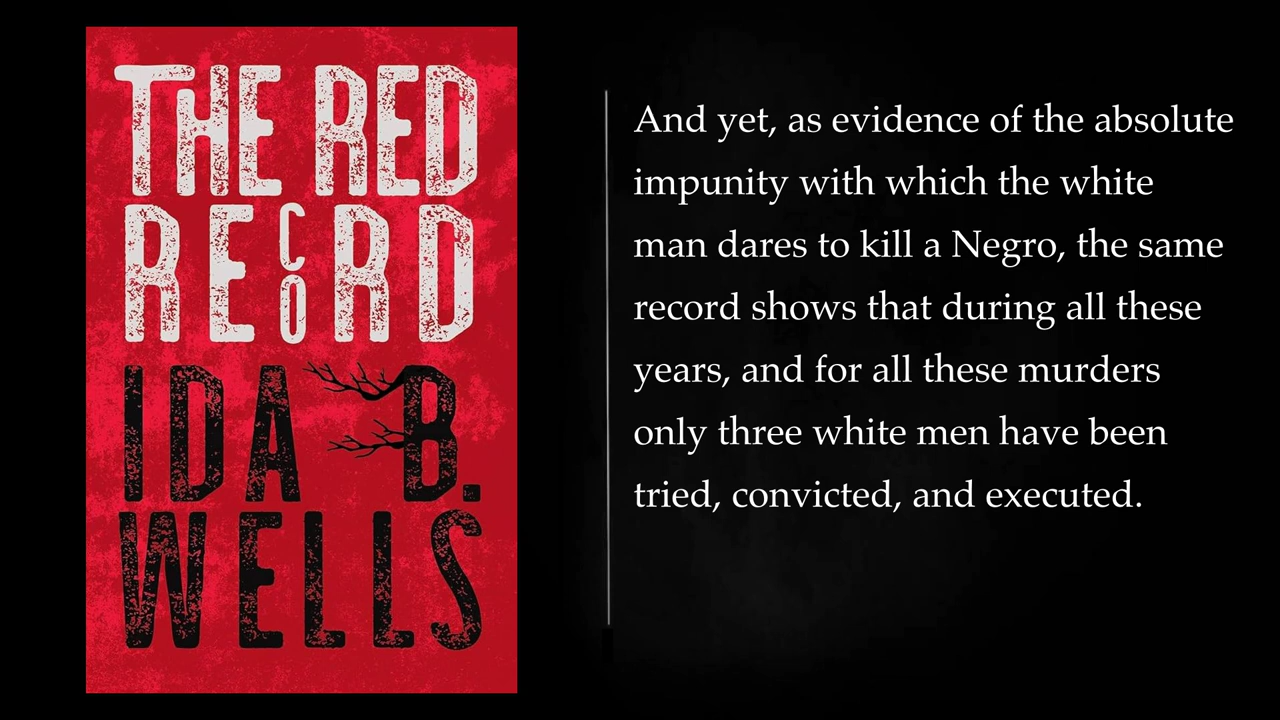 THE RED
RECORD
IDA B.
WELLS
And yet, as evidence of the absolute
impunity with which the white
man dares to kill a Negro, the same
record shows that during all these
years, and for all these murders
only three white men have been
tried, convicted, and executed.